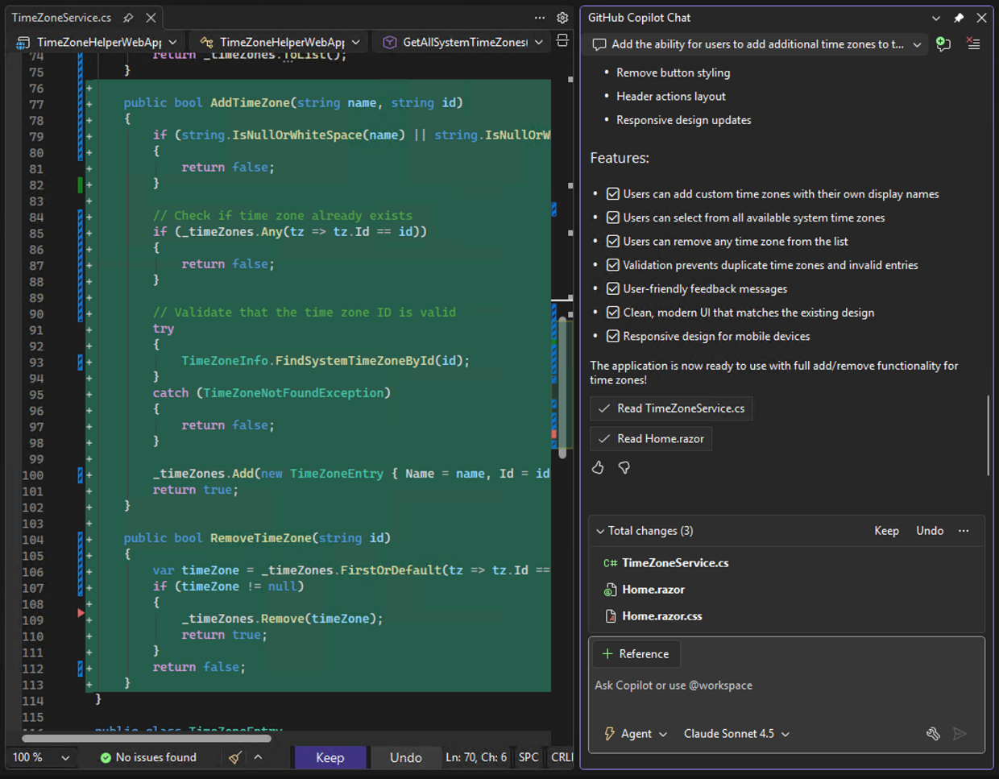 TimeZoneService.cs
TimeZoneHelperWebApp
TimeZoneHelperWebApp
GetAllSystemTimeZones(
74 return _timeZones.ToList();
75 }
76 +
77 + public bool AddTimeZone(string name, string id)
78 + {
79 + if (string.IsNullOrWhiteSpace(name) || string.IsNullOrW
80 + {
81 + return false;
82 + }
83 +
84 + // Check if time zone already exists
85 + if (_timeZones.Any(tz => tz.Id == id))
86 + {
87 + return false;
88 + }
89 +
90 + // Validate that the time zone ID is valid
91 + try
92 + {
93 + TimeZoneInfo.FindSystemTimeZoneById(id);
94 + }
95 + catch (TimeZoneNotFoundException)
96 + {
97 + return false;
98 + }
99 +
100 + _timeZones.Add(new TimeZoneEntry { Name = name, Id = id
101 + return true;
102 + }
103 +
104 + public bool RemoveTimeZone(string id)
105 + {
106 + var timeZone = _timeZones.FirstOrDefault(tz => tz.Id ==
107 + if (timeZone != null)
108 + {
109 + _timeZones.Remove(timeZone);
110 + return true;
111 + }
112 + return false;
113 + }
114 }
115
116 public class TimeZoneEntry
100 %
No issues found
Keep
Undo
Ln: 70, Ch: 6
SPC
CRL
GitHub Copilot Chat
Add the ability for users to add additional time zones to t...
• Remove button styling
• Header actions layout
• Responsive design updates
Features:
• ☑ Users can add custom time zones with their own display names
• ☑ Users can select from all available system time zones
• ☑ Users can remove any time zone from the list
• ☑ Validation prevents duplicate time zones and invalid entries
• ☑ User-friendly feedback messages
• ☑ Clean, modern UI that matches the existing design
• ☑ Responsive design for mobile devices
The application is now ready to use with full add/remove functionality for
time zones!
Read TimeZoneService.cs
Read Home.razor
Total changes (3)
Keep
Undo
C# TimeZoneService.cs
Home.razor
Home.razor.css
+ Reference
Ask Copilot or use @workspace
Agent
Claude Sonnet 4.5